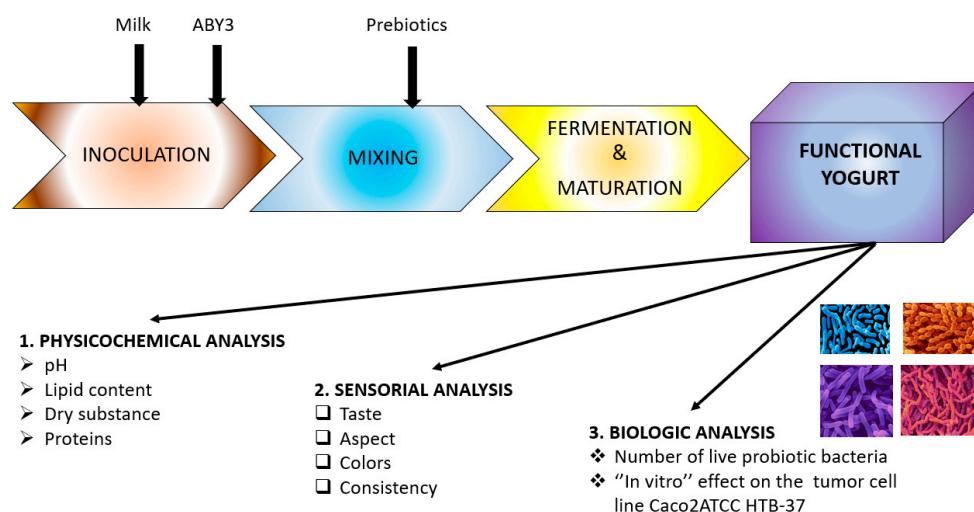 Milk
ABY3
Prebiotics
INOCULATION
MIXING
FERMENTATION
&
MATURATION
FUNCTIONAL
YOGURT
1. PHYSICOCHEMICAL ANALYSIS
pH
Lipid content
Dry substance
Proteins
2. SENSORIAL ANALYSIS
Taste
Aspect
Colors
Consistency
3. BIOLOGIC ANALYSIS
Number of live probiotic bacteria
‘’In vitro’’ effect on the tumor cell
line Caco2ATCC HTB-37